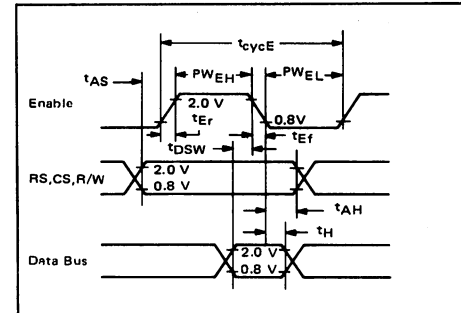 tcycE
tAS
PWEH
PWEL
Enable
2.0 V
0.8 V
tEr
tEf
tDSW
RS,CS,R/W
2.0 V
0.8 V
tAH
tH
Data Bus
2.0 V
0.8 V